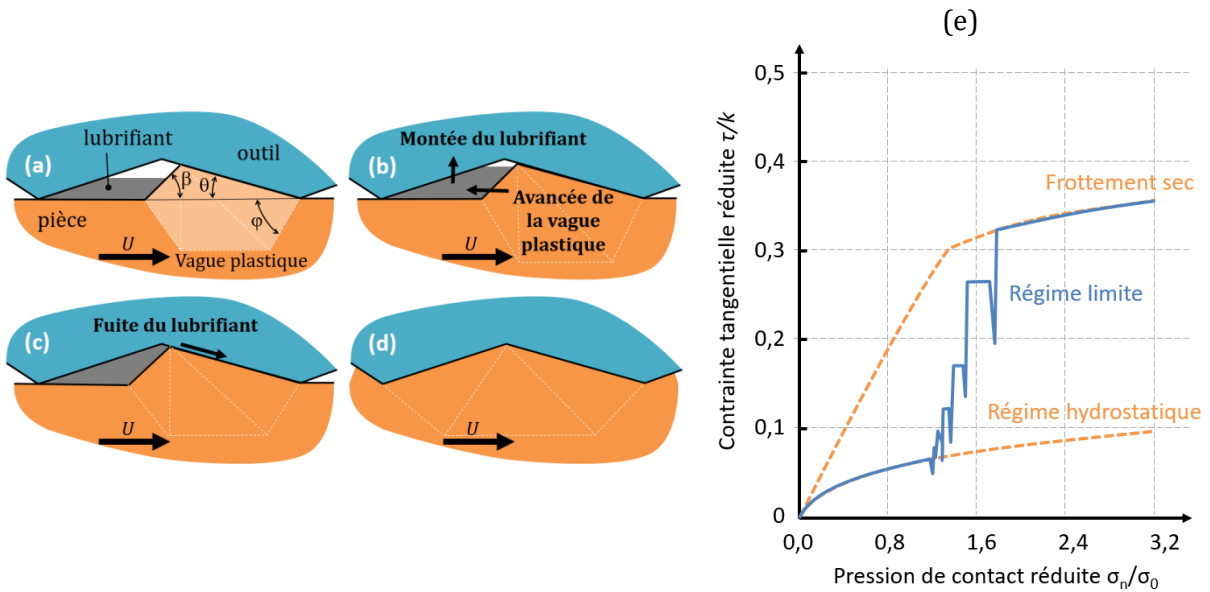 (a)
lubrifiant
outil
β
θ
φ
pièce
U
Vague plastique
(b)
Montée du lubrifiant
Avancée de
la vague
plastique
U
(c)
Fuite du lubrifiant
U
(d)
U
(e)
Contrainte tangentielle réduite τ/k
0,5
0,4
0,3
0,2
0,1
0
Frottement sec
Régime limite
Régime hydrostatique
0,0
0,8
1,6
2,4
3,2
Pression de contact réduite σn/σ0